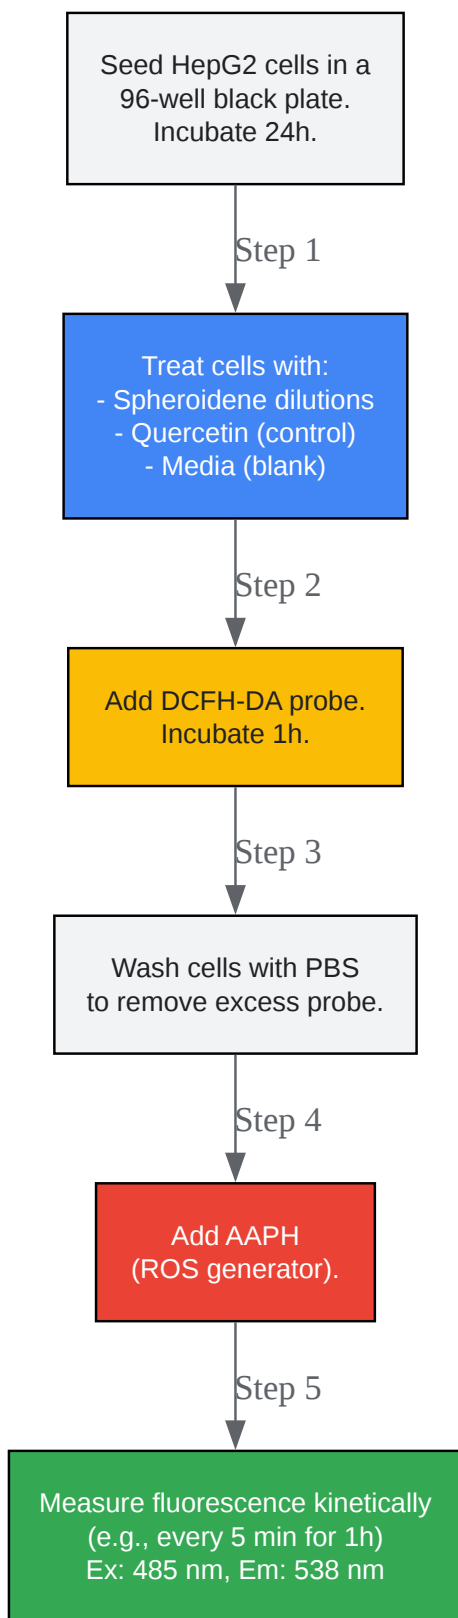 Seed HepG2 cells in a
96-well black plate.
Incubate 24h.
Step 1
Treat cells with:
- Spheroidene dilutions
- Quercetin (control)
- Media (blank)
Step 2
Add DCFH-DA probe.
Incubate 1h.
Step 3
Wash cells with PBS
to remove excess probe.
Step 4
Add AAPH
(ROS generator).
Step 5
Measure fluorescence kinetically
(e.g., every 5 min for 1h)
Ex: 485 nm, Em: 538 nm